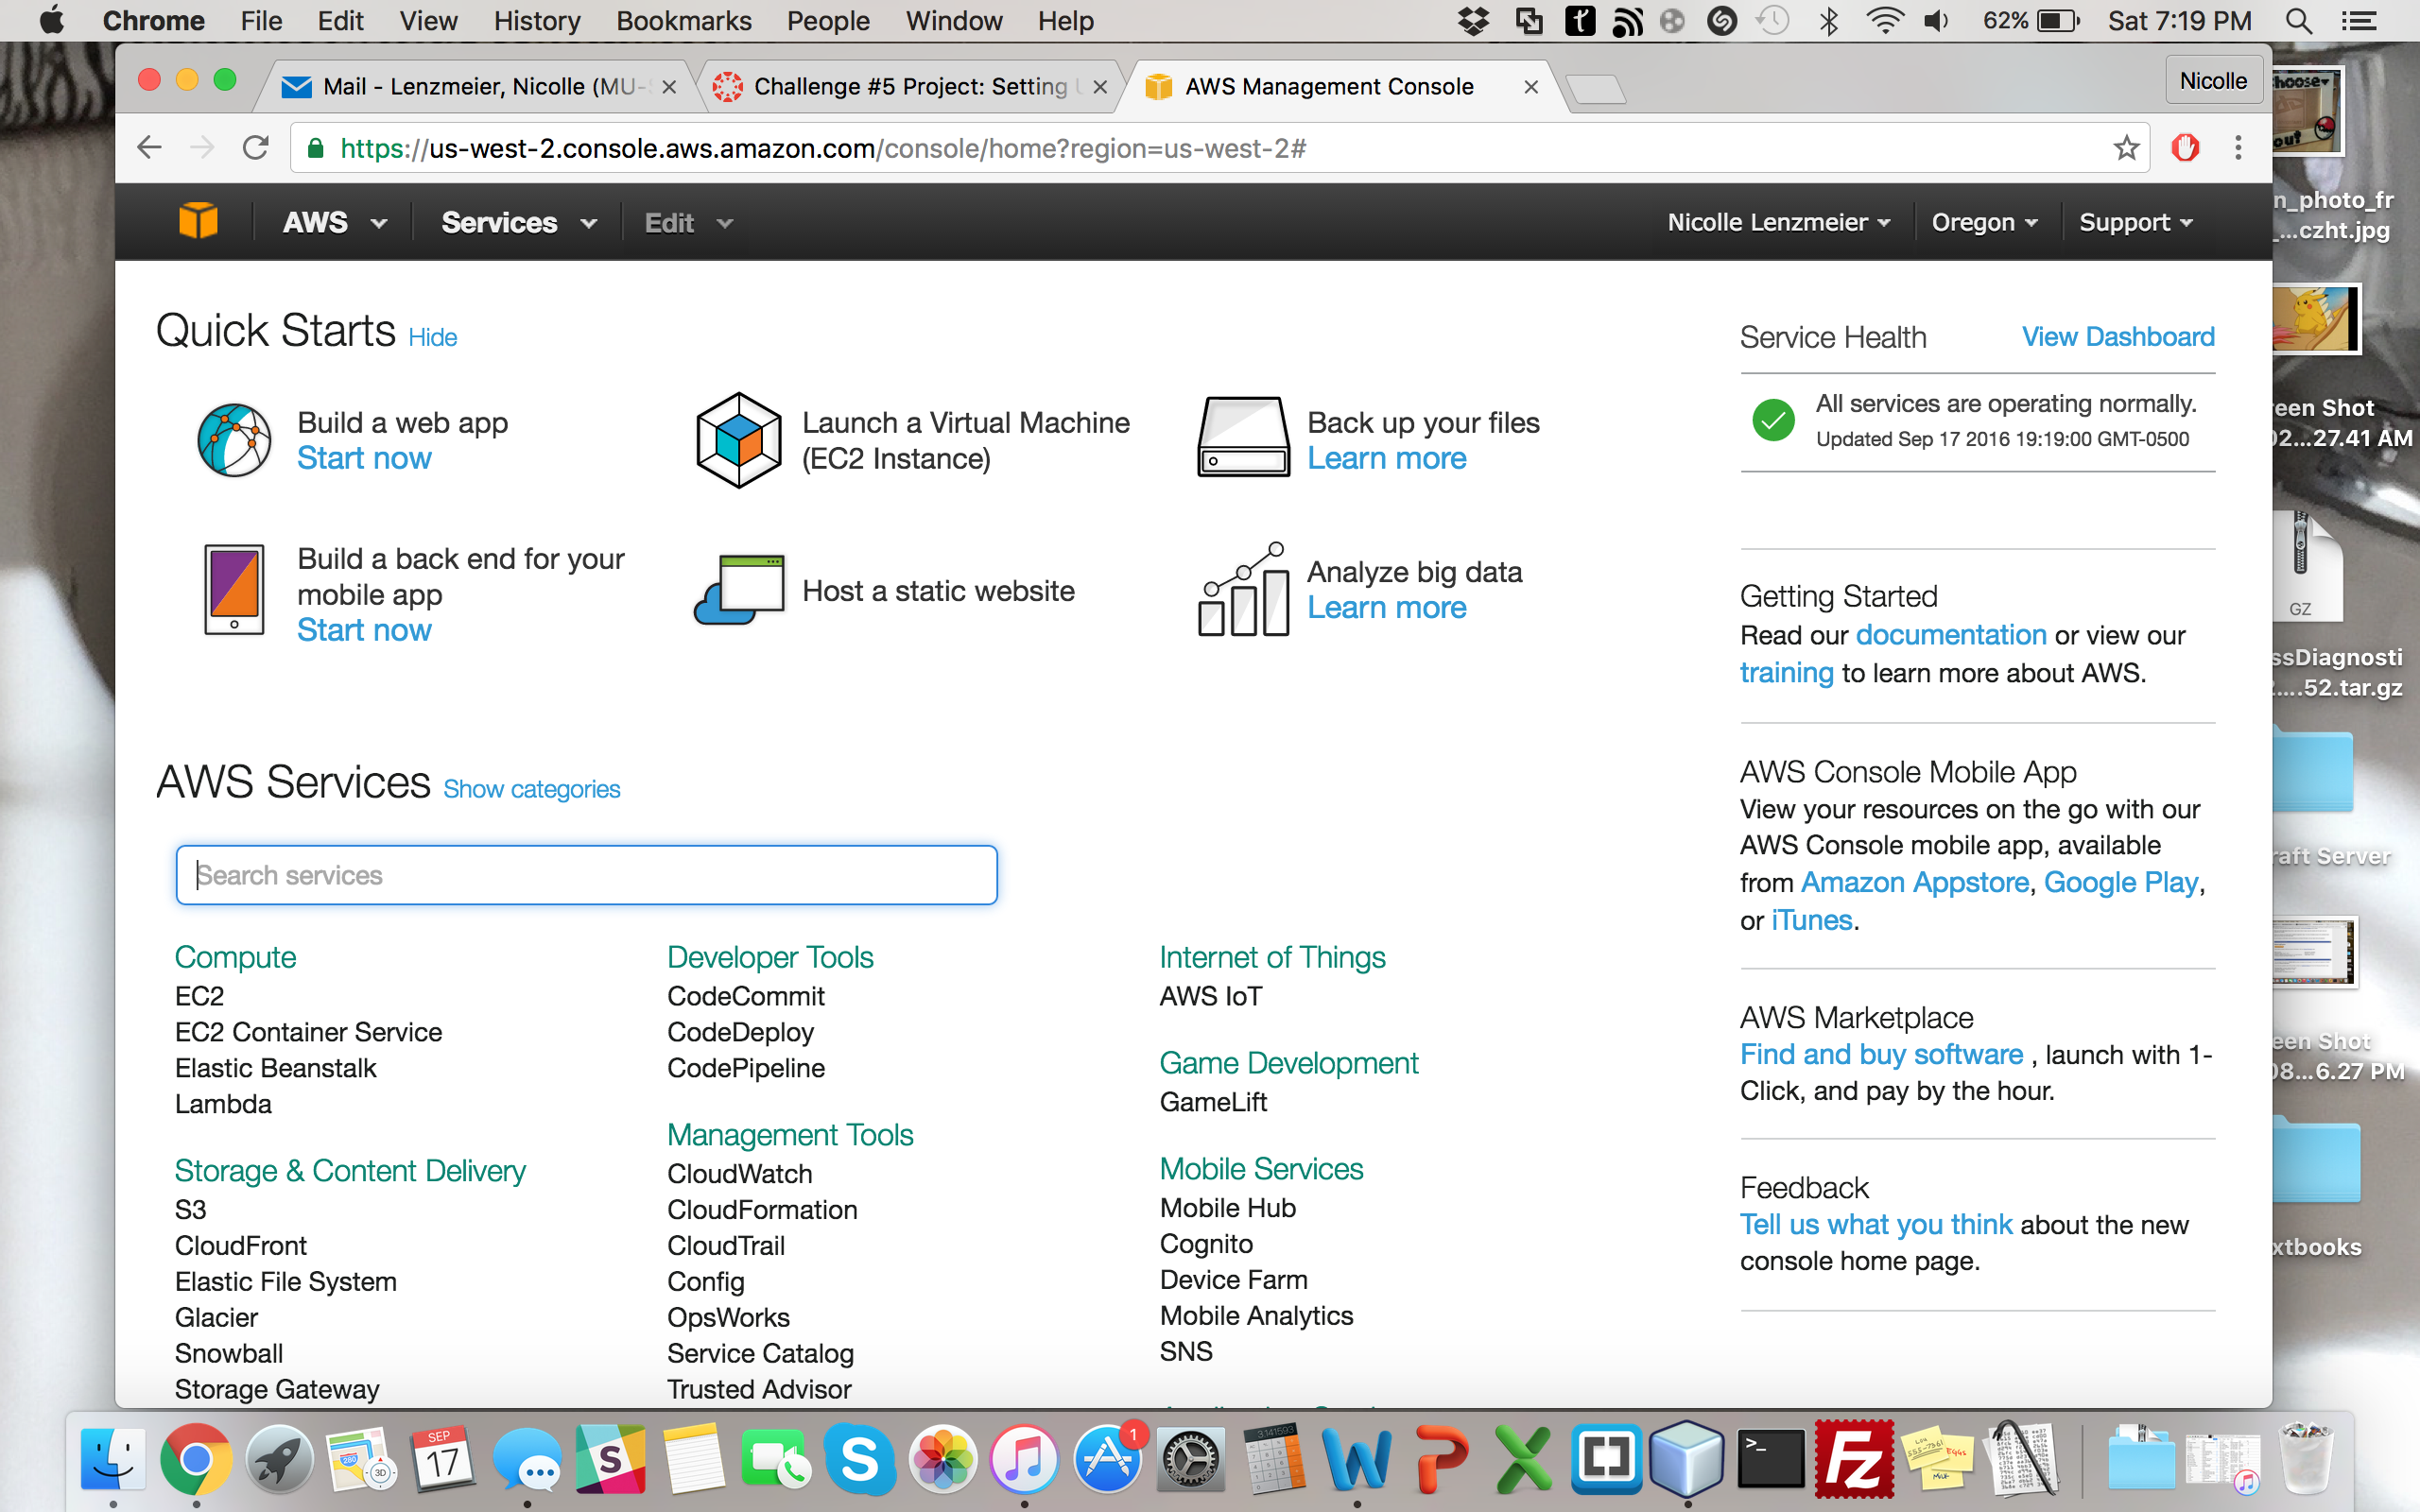 Chrome File Edit View History Bookmarks People Window Help 62% Sat 7:19 PM
Mail - Lenzmeier, Nicolle (MU- Challenge #5 Project: Setting AWS Management Console Nicolle
https://us-west-2.console.aws.amazon.com/console/home?region=us-west-2#
AWS Services Edit Nicolle Lenzmeier Oregon Support
Quick Starts Hide
Build a web app
Start now
Launch a Virtual Machine
(EC2 Instance)
Back up your files
Learn more
Build a back end for your
mobile app
Start now
Host a static website
Analyze big data
Learn more
AWS Services Show categories
Search services
Compute
EC2
EC2 Container Service
Elastic Beanstalk
Lambda
Storage & Content Delivery
S3
CloudFront
Elastic File System
Glacier
Snowball
Storage Gateway
Developer Tools
CodeCommit
CodeDeploy
CodePipeline
Management Tools
CloudWatch
CloudFormation
CloudTrail
Config
OpsWorks
Service Catalog
Trusted Advisor
Internet of Things
AWS IoT
Game Development
GameLift
Mobile Services
Mobile Hub
Cognito
Device Farm
Mobile Analytics
SNS
Service Health View Dashboard
All services are operating normally.
Updated Sep 17 2016 19:19:00 GMT-0500
Getting Started
Read our documentation or view our
training to learn more about AWS.
AWS Console Mobile App
View your resources on the go with our
AWS Console mobile app, available
from Amazon Appstore, Google Play,
or iTunes.
AWS Marketplace
Find and buy software , launch with 1-
Click, and pay by the hour.
Feedback
Tell us what you think about the new
console home page.
hoose
out
n_photo_fr
_...czht.jpg
een Shot
02...27.41 AM
GZ
ssDiagnosti
....52.tar.gz
raft Server
een Shot
08...6.27 PM
xtbooks
SEP
17
280
3D
1
3.141593
EGGS
MILK